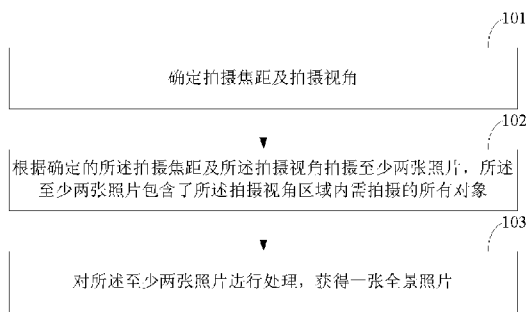 101
确定拍摄焦距及拍摄视角
102
根据确定的所述拍摄焦距及所述拍摄视角拍摄至少两张照片，所述
至少两张照片包含了所述拍摄视角区域内需拍摄的所有对象
103
对所述至少两张照片进行处理，获得一张全景照片